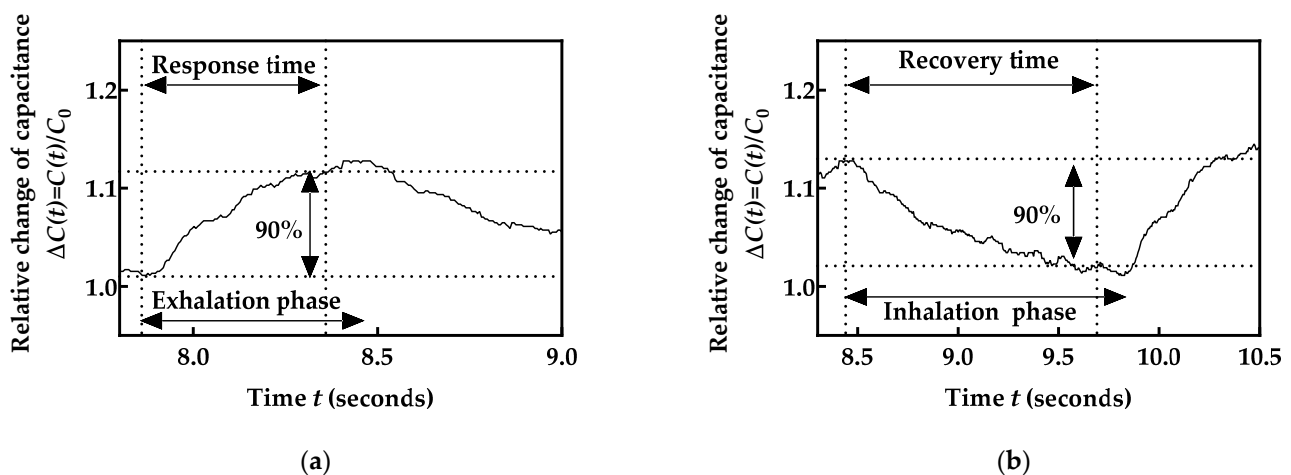 Relative change of capacitance
ΔC(t)=C(t)/C0
1.2
1.1
1.0
Response time
90%
Exhalation phase
8.0
8.5
9.0
Time t (seconds)
(a)
Relative change of capacitance
ΔC(t)=C(t)/C0
1.2
1.1
1.0
Recovery time
90%
Inhalation phase
8.5
9.0
9.5
10.0
10.5
Time t (seconds)
(b)